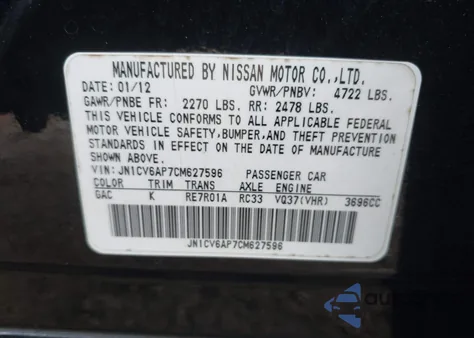 MANUFACTURED BY NISSAN MOTOR CO.,LTD.
DATE: 01/12 GVWR/PNBV: 4722 LBS.
GAWR/PNBE FR: 2270 LBS. RR: 2478 LBS.
THIS VEHICLE CONFORMS TO ALL APPLICABLE FEDERAL
MOTOR VEHICLE SAFETY,BUMPER,AND THEFT PREVENTION
STANDARDS IN EFFECT ON THE DATE OF MANUFACTURE
SHOWN ABOVE.
VIN: JN1CV6AP7CM627596 PASSENGER CAR
COLOR TRIM TRANS AXLE ENGINE
GAC K RE7R01A RC33 VQ37(VHR) 3696CC
JN1CV6AP7CM627596